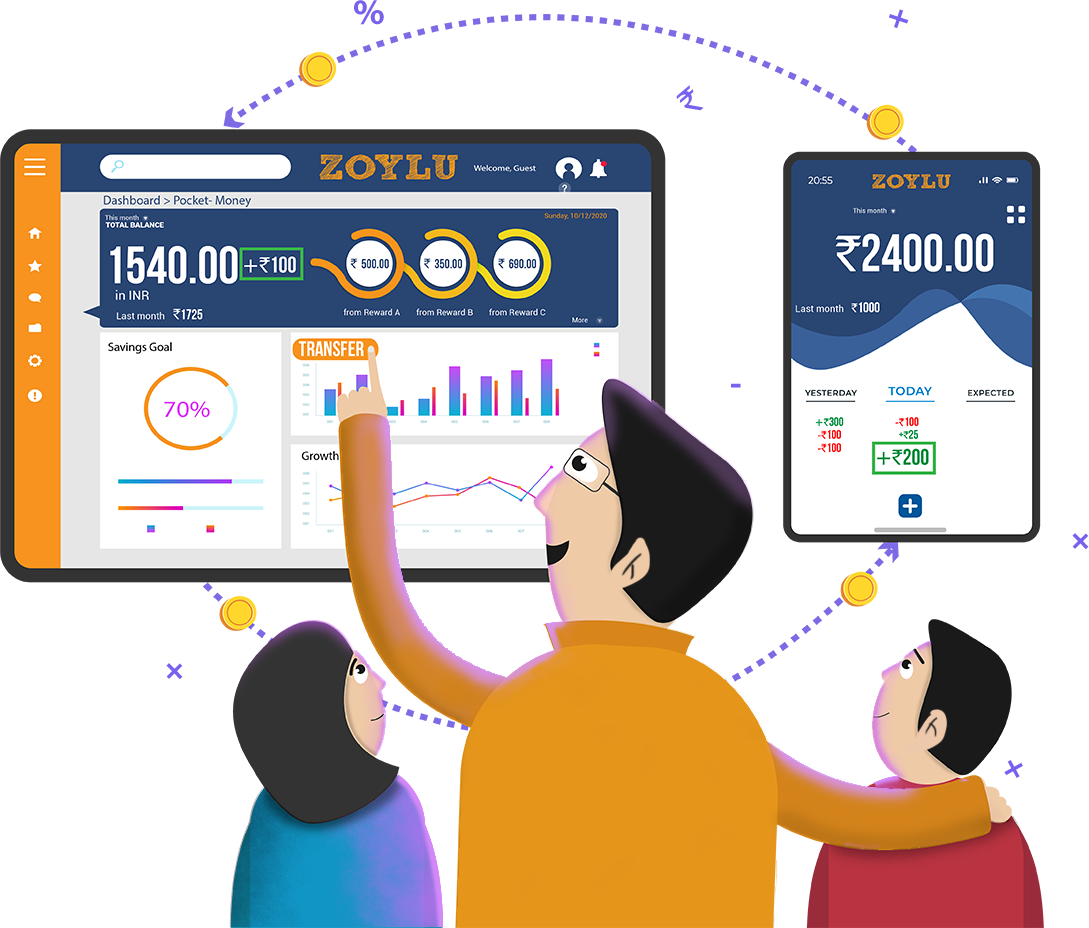 %
₹
ZOYLU
Welcome, Guest
?
Dashboard > Pocket- Money
This month
TOTAL BALANCE
Sunday, 10/12/2020
1540.00
+₹100
₹ 500.00
₹ 350.00
₹ 690.00
in INR
Last month ₹1725
from Reward A
from Reward B
from Reward C
More
Savings Goal
70%
TRANSFER
Growth
20:55
ZOYLU
This month
₹2400.00
Last month ₹1000
YESTERDAY
TODAY
EXPECTED
+₹300
-₹100
-₹100
-₹100
+₹25
+₹200